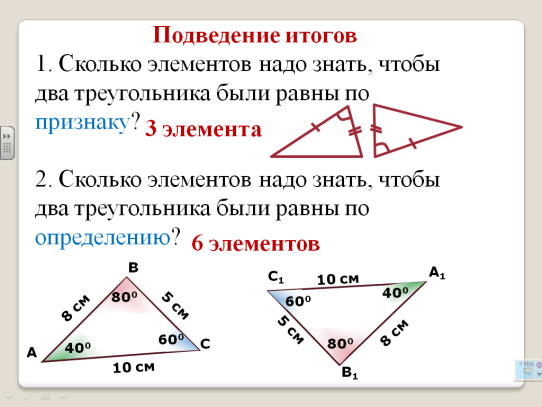 Подведение итогов
1. Сколько элементов надо знать, чтобы
два треугольника были равны по
признаку? 3 элемента
2. Сколько элементов надо знать, чтобы
два треугольника были равны по
определению? 6 элементов
B
80⁰
8 см
5 см
A
40⁰
60⁰
C
10 см
C₁
10 см
A₁
60⁰
40⁰
5 см
80⁰
8 см
B₁